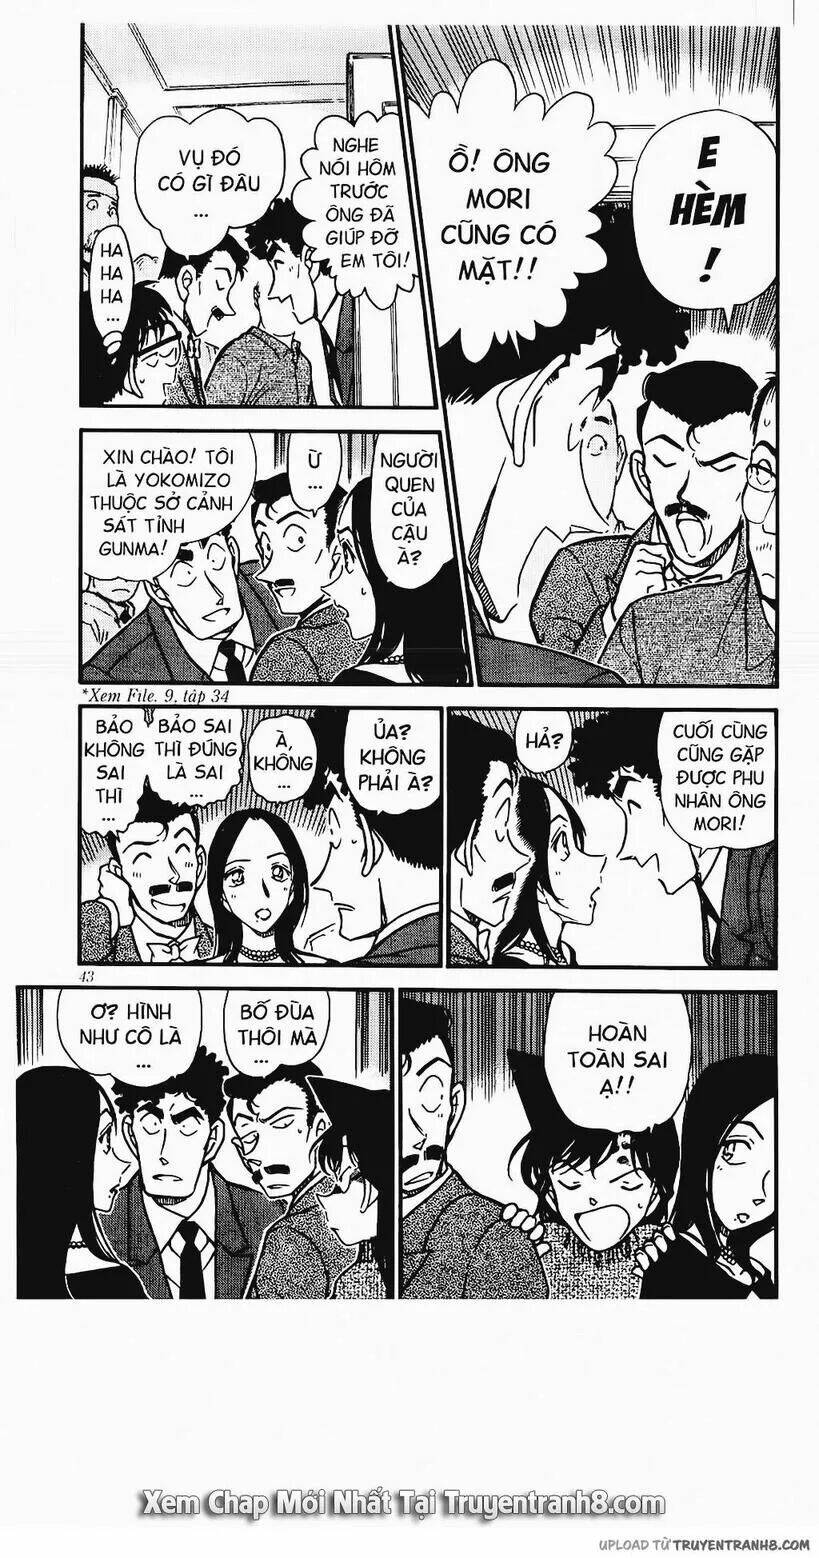 E
HÈM
!
Ồ! ÔNG
MORI
CŨNG CÓ
MẶT!!
NGHE
NÓI HÔM
TRƯỚC
ÔNG ĐÃ
GIÚP ĐỠ
EM TÔI!
VỤ ĐÓ
CÓ GÌ ĐÂU
...
HA
HA
HA
...
NGƯỜI
QUEN
CỦA
CẬU
À?
Ừ
...
XIN CHÀO! TÔI
LÀ YOKOMIZO
THUỘC SỞ CẢNH
SÁT TỈNH
GUNMA!
*Xem File. 9, tập 34
CUỐI CÙNG
CŨNG GẶP
ĐƯỢC PHU
NHÂN ÔNG
MORI!
HẢ?
ỦA?
KHÔNG
PHẢI À?
À,
KHÔNG
...
BẢO SAI
THÌ ĐÚNG
LÀ SAI
...
BẢO
KHÔNG
SAI
THÌ
...
43
HOÀN
TOÀN SAI
Ạ!!
BỐ ĐÙA
THÔI MÀ
...
Ơ? HÌNH
NHƯ CÔ LÀ
...
Xem Chap Mới Nhất Tại Truyentranh8.com
UPLOAD TỪ TRUYENTRANH8.COM